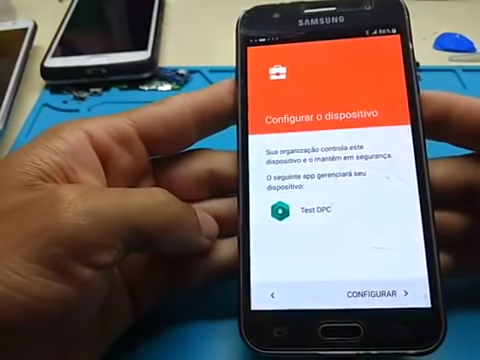 SAMSUNG
86%
Configurar o dispositivo
Sua organização controla este
dispositivo e o mantém em segurança.
O seguinte app gerenciará seu
dispositivo:
Test DPC
CONFIGURAR